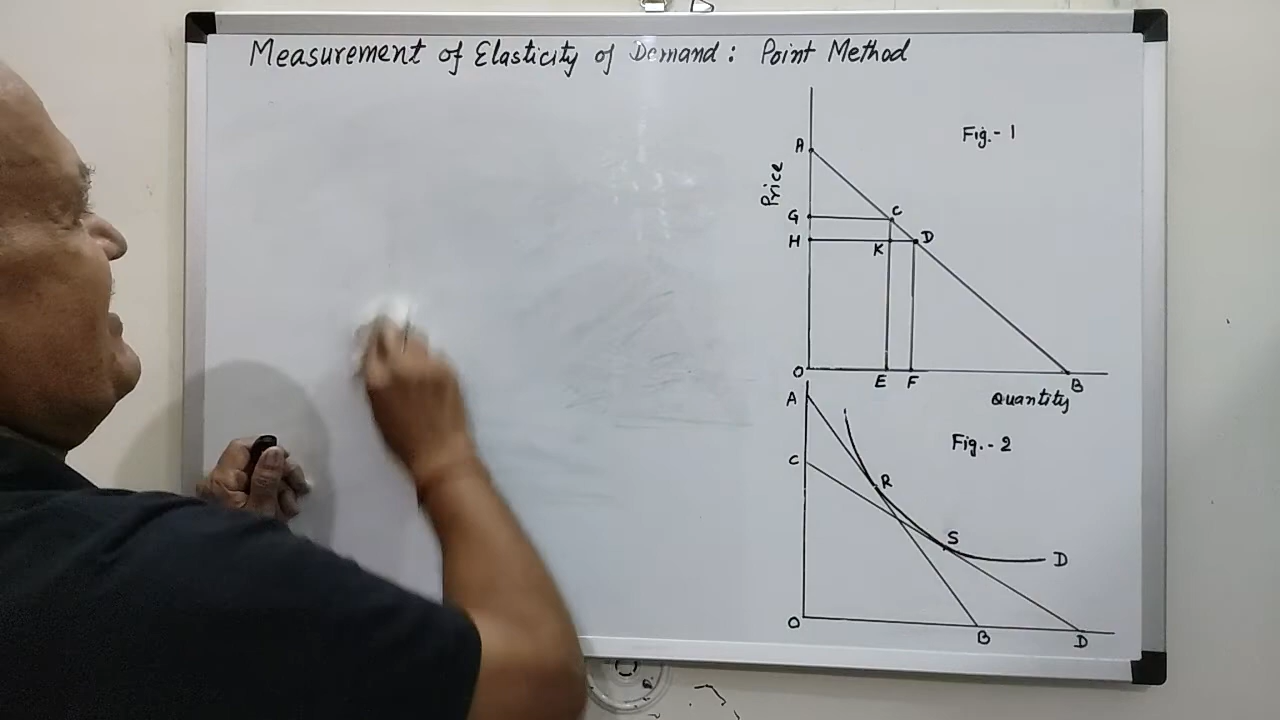 Measurement of Elasticity of Demand : Point Method
Fig.- 1
Price
A
G
C
H
K
D
O
E
F
B
Quantity
Fig.- 2
A
C
R
S
D
O
B
D